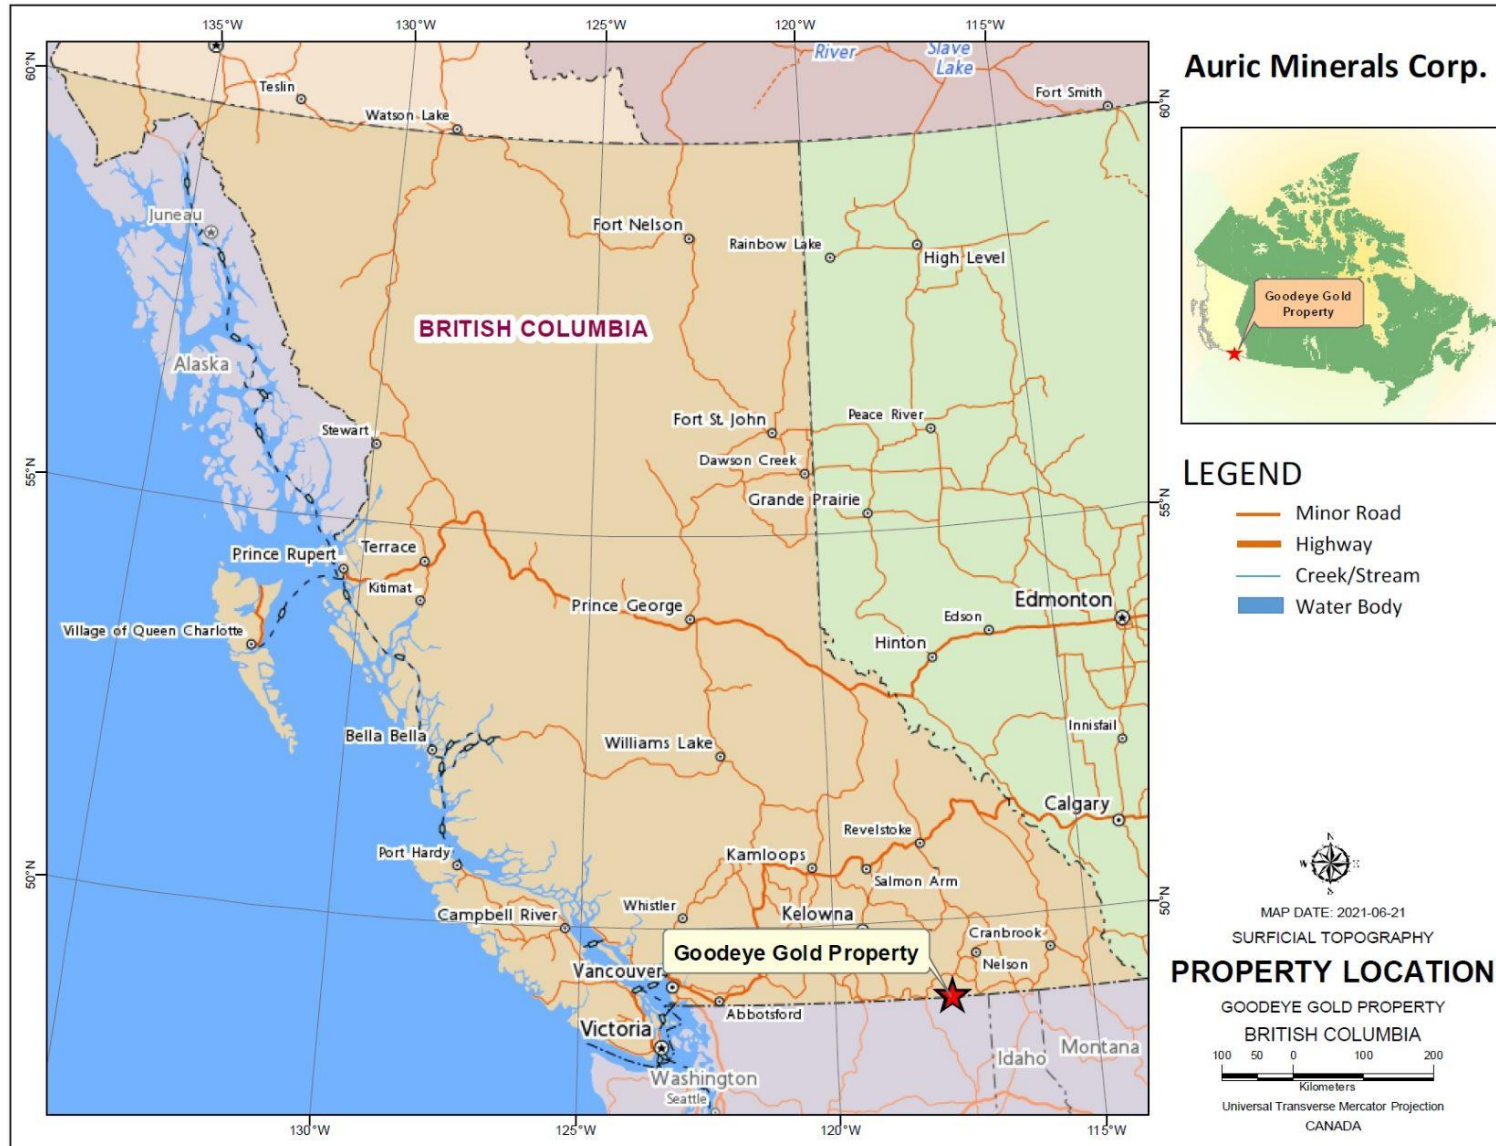 135°W
130°W
125°W
120°W
115°W
60°N
60°N
55°N
55°N
50°N
50°N
130°W
125°W
120°W
115°W
River
Slave
Lake
Fort Smith
Teslin
Watson Lake
Juneau
Fort Nelson
Rainbow Lake
High Level
BRITISH COLUMBIA
Alaska
Stewart
Fort St. John
Peace River
Dawson Creek
Grande Prairie
Prince Rupert
Terrace
Kitimat
Prince George
Edson
Edmonton
Hinton
Village of Queen Charlotte
Bella Bella
Williams Lake
Innisfail
Calgary
Revelstoke
Port Hardy
Kamloops
Salmon Arm
Whistler
Campbell River
Kelowna
Cranbrook
Nelson
Goodeye Gold Property
Vancouver
Abbotsford
Victoria
Washington
Seattle
Idaho
Montana
Auric Minerals Corp.
Goodeye Gold
Property
LEGEND
Minor Road
Highway
Creek/Stream
Water Body
N
W
E
S
MAP DATE: 2021-06-21
SURFICIAL TOPOGRAPHY
PROPERTY LOCATION
GOODEYE GOLD PROPERTY
BRITISH COLUMBIA
100 50 0 100 200
Kilometers
Universal Transverse Mercator Projection
CANADA